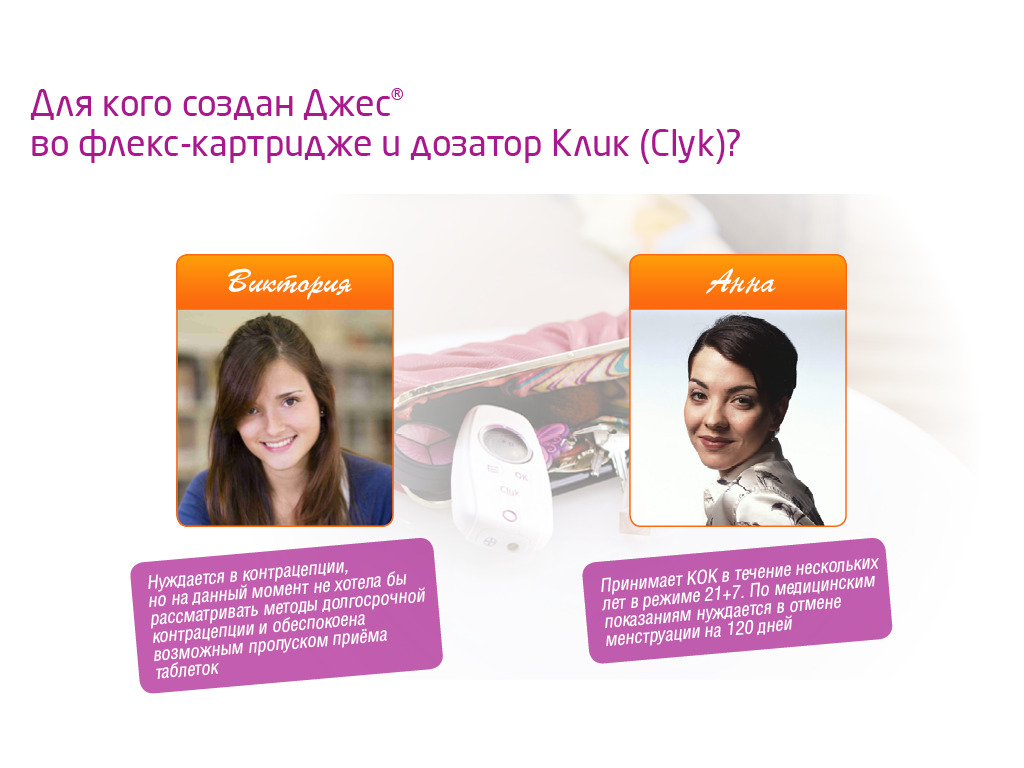 Для кого создан Джес®
во флекс-картридже и дозатор Клик (Clyk)?
Виктория
Анна
OK
Clyk
Нуждается в контрацепции,
но на данный момент не хотела бы
рассматривать методы долгосрочной
контрацепции и обеспокоена
возможным пропуском приёма
таблеток
Принимает КОК в течение нескольких
лет в режиме 21+7. По медицинским
показаниям нуждается в отмене
менструации на 120 дней